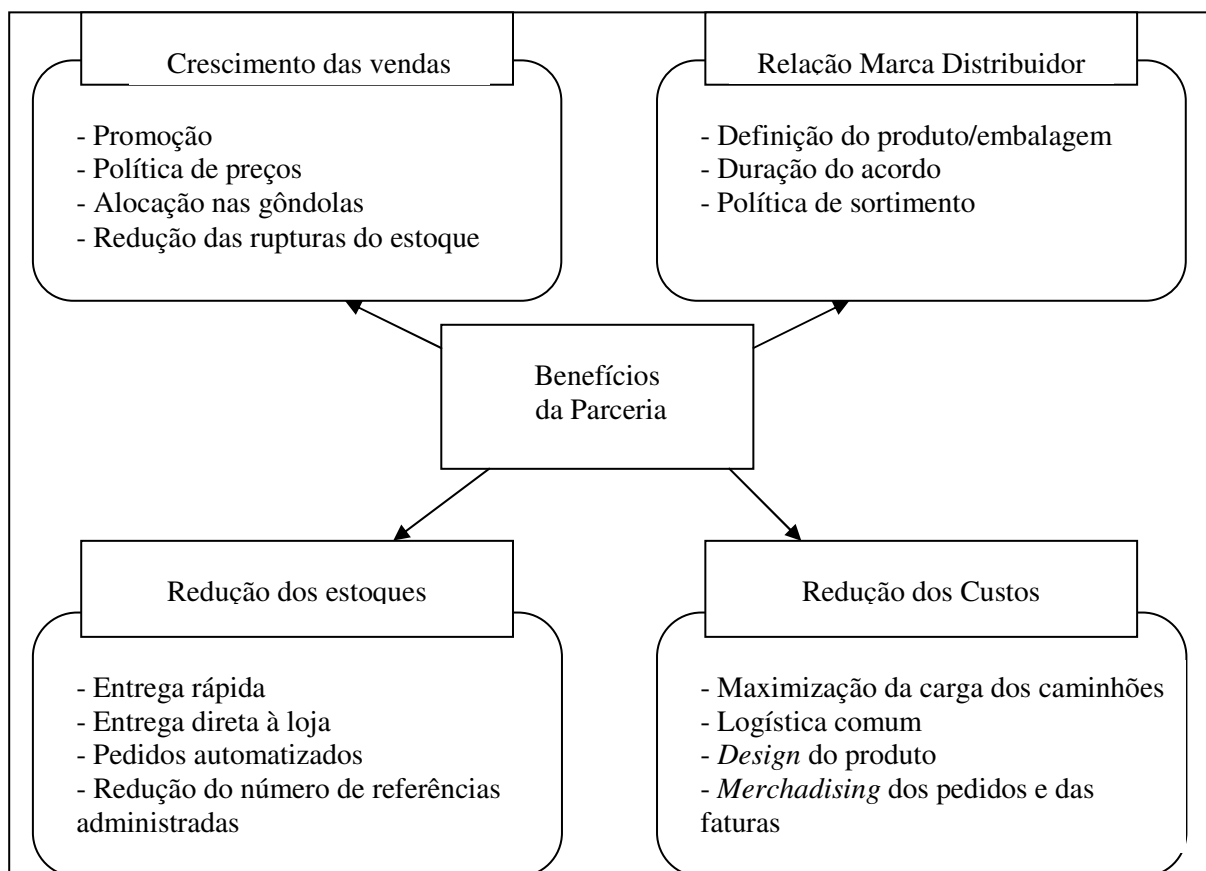 Crescimento das vendas
- Promoção
- Política de preços
- Alocação nas gôndolas
- Redução das rupturas do estoque
Relação Marca Distribuidor
- Definição do produto/embalagem
- Duração do acordo
- Política de sortimento
Benefícios
da Parceria
Redução dos estoques
- Entrega rápida
- Entrega direta à loja
- Pedidos automatizados
- Redução do número de referências
administradas
Redução dos Custos
- Maximização da carga dos caminhões
- Logística comum
- Design do produto
- Merchadising dos pedidos e das
faturas